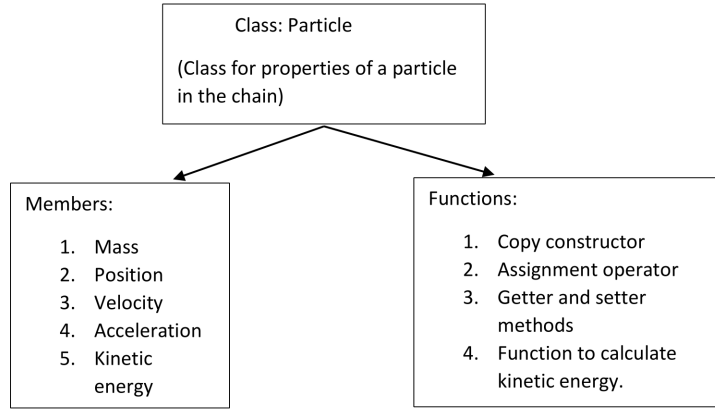 Class: Particle
(Class for properties of a particle
in the chain)
Members:
1. Mass
2. Position
3. Velocity
4. Acceleration
5. Kinetic
energy
Functions:
1. Copy constructor
2. Assignment operator
3. Getter and setter
methods
4. Function to calculate
kinetic energy.